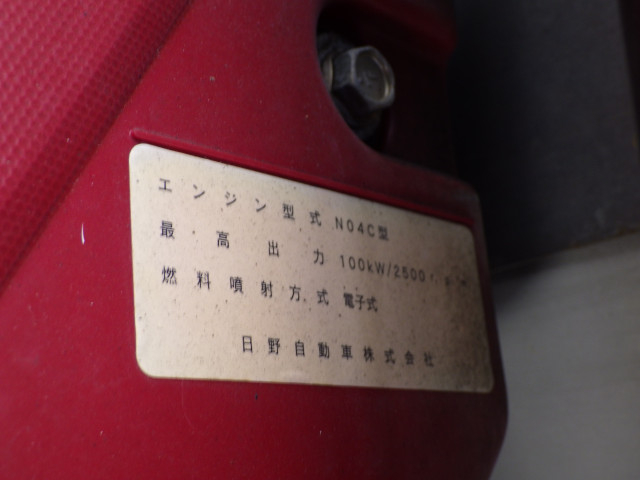 エンジン型式 N04C型
最高出力 100kW/2500
燃料噴射方式 電子式
日野自動車株式会社